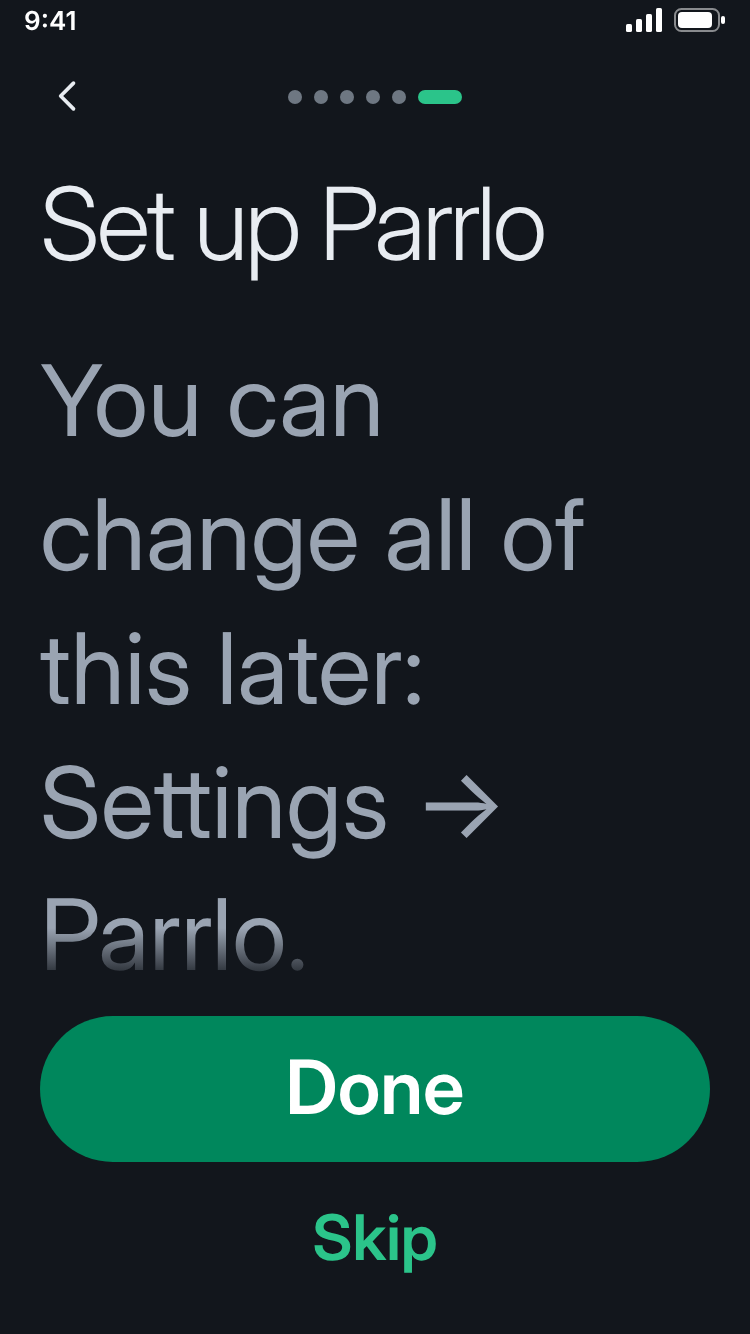 9:41
Set up Parrlo
You can
change all of
this later:
Settings →
Parrlo.
Done
Skip